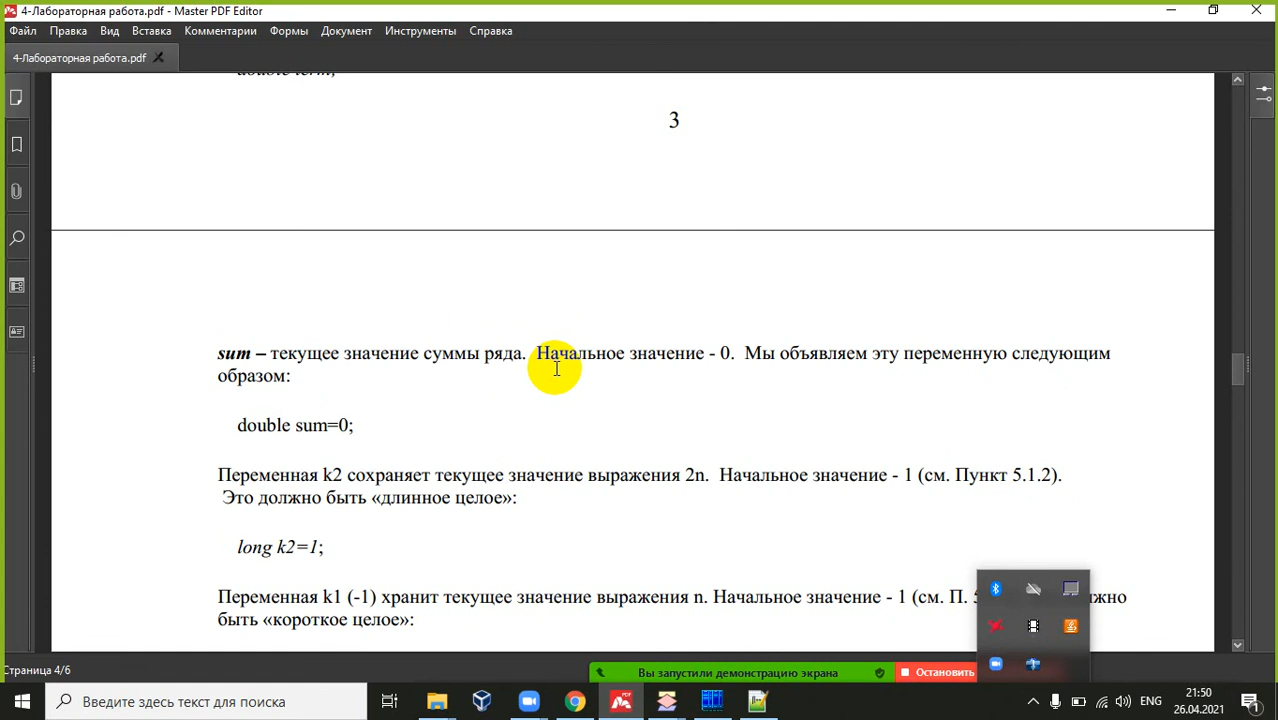 4-Лабораторная работа.pdf - Master PDF Editor
Файл Правка Вид Вставка Комментарии Формы Документ Инструменты Справка
4-Лабораторная работа.pdf
double term;
3
sum – текущее значение суммы ряда. Начальное значение - 0. Мы объявляем эту переменную следующим
образом:
double sum=0;
Переменная k2 сохраняет текущее значение выражения 2n. Начальное значение - 1 (см. Пункт 5.1.2).
Это должно быть «длинное целое»:
long k2=1;
Переменная k1 (-1) хранит текущее значение выражения n. Начальное значение - 1 (см. П. 5
быть «короткое целое»:
Страница 4/6
Вы запустили демонстрацию экрана
Остановить
Введите здесь текст для поиска
ENG
21:50
26.04.2021